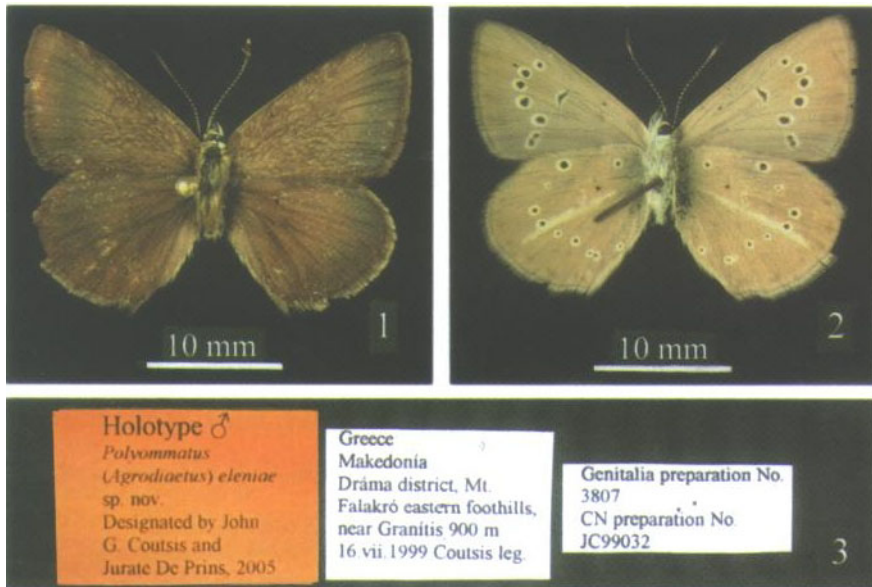 1
10 mm
2
10 mm
Holotype ♂
Polyommatus
(Agrodiaetus) eleniae
sp. nov.
Designated by John
G. Coutsis and
Jurate De Prins, 2005
Greece
Makedonía
Dráma district, Mt.
Falakró eastern foothills,
near Granítis 900 m
16 vii.1999 Coutsis leg.
Genitalia preparation No.
3807
CN preparation No.
JC99032
3